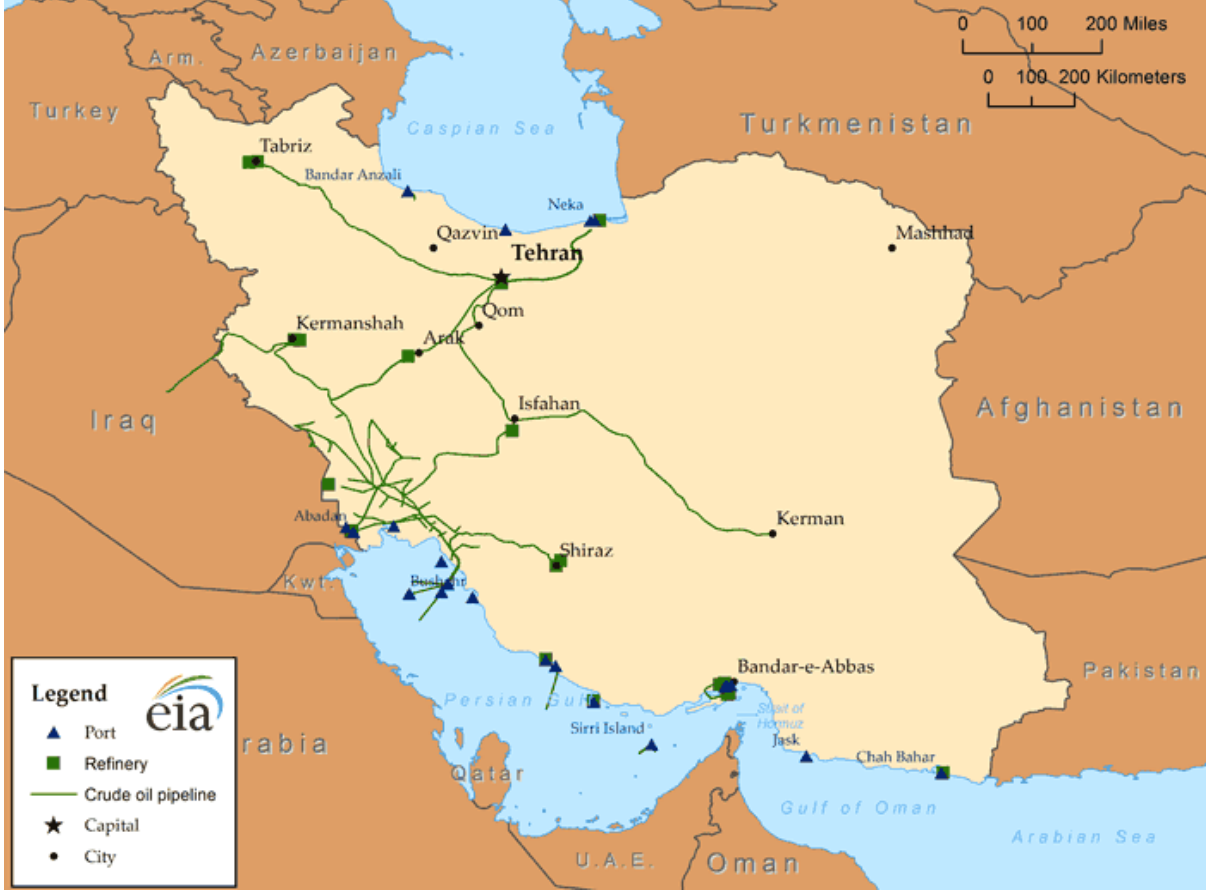 0 100 200 Miles
0 100 200 Kilometers
Arm.
Azerbaijan
Turkey
Caspian Sea
Turkmenistan
Tabriz
Bandar Anzali
Neka
Qazvin
Tehran
Mashhad
Qom
Kermanshah
Arak
Iraq
Isfahan
Afghanistan
Abadan
Kerman
Shiraz
Kwt.
Bushehr
Bandar-e-Abbas
Pakistan
Persian Gulf
Strait of
Hormuz
Sirri Island
Jask
Chah Bahar
rabia
Qatar
Gulf of Oman
Arabian Sea
U.A.E.
Oman
Legend
eia
Port
Refinery
Crude oil pipeline
Capital
City